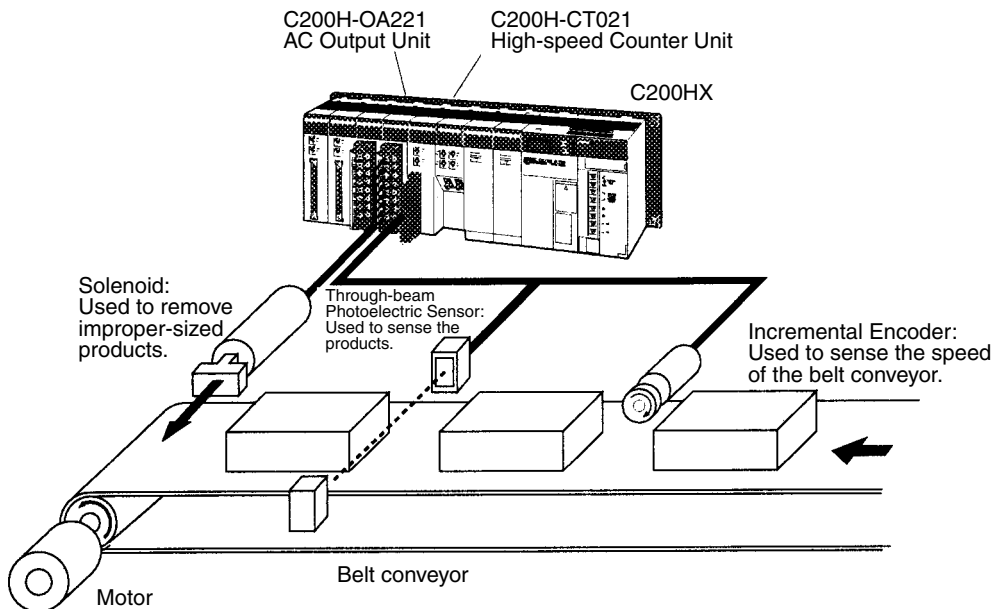 C200H-OA221
AC Output Unit
C200H-CT021
High-speed Counter Unit
C200HX
Solenoid:
Used to remove
improper-sized
products.
Through-beam
Photoelectric Sensor:
Used to sense the
products.
Incremental Encoder:
Used to sense the speed
of the belt conveyor.
Belt conveyor
Motor